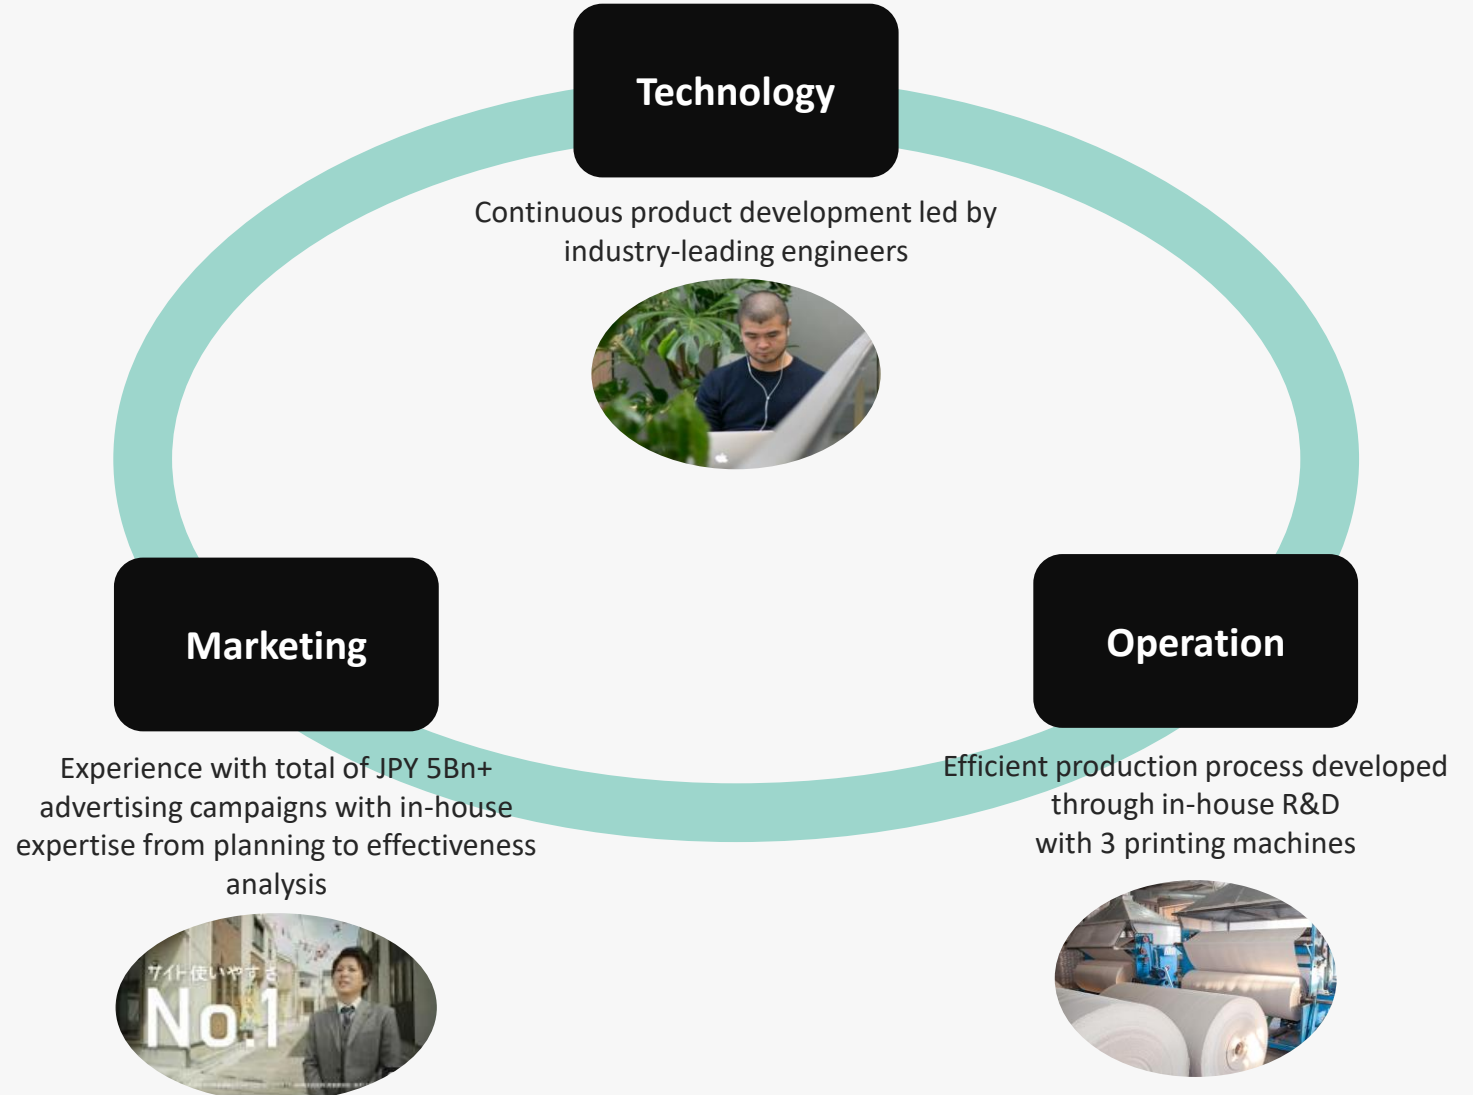 Technology
Continuous product development led by
industry-leading engineers
Marketing
Experience with total of JPY 5Bn+
advertising campaigns with in-house
expertise from planning to effectiveness
analysis
サイト使いやすさ
No.1
Operation
Efficient production process developed
through in-house R&D
with 3 printing machines